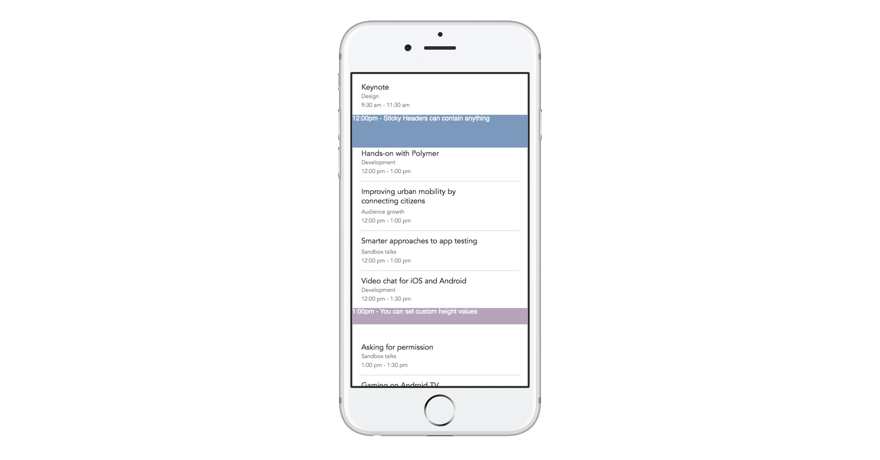 Keynote
Design
9:30 am - 11:30 am
12:00pm - Sticky Headers can contain anything
Hands-on with Polymer
Development
12:00 pm - 1:00 pm
Improving urban mobility by
connecting citizens
Audience growth
12:00 pm - 1:00 pm
Smarter approaches to app testing
Sandbox talks
12:00 pm - 1:00 pm
Video chat for iOS and Android
Development
12:00 pm - 1:30 pm
1:00pm - You can set custom height values
Asking for permission
Sandbox talks
1:00 pm - 1:30 pm
Gaming on Android TV